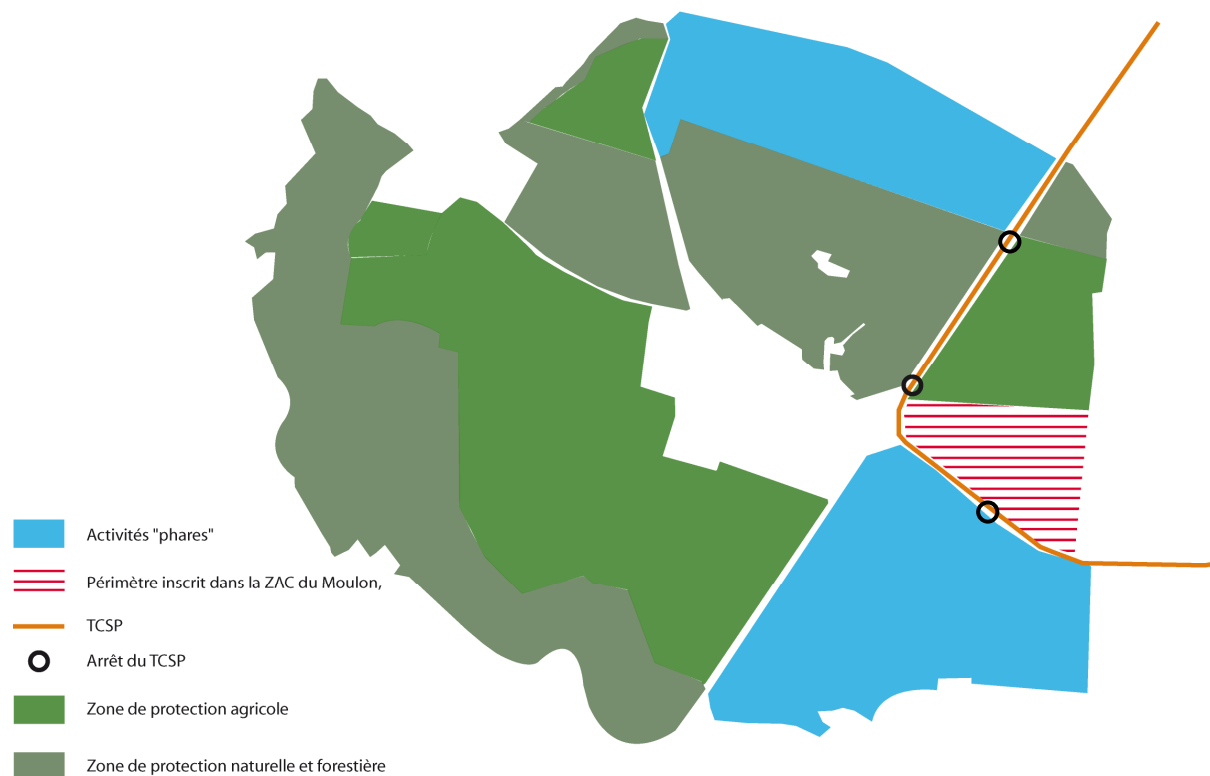 Activités "phares"
Périmètre inscrit dans la ZAC du Moulon,
TCSP
Arrêt du TCSP
Zone de protection agricole
Zone de protection naturelle et forestière